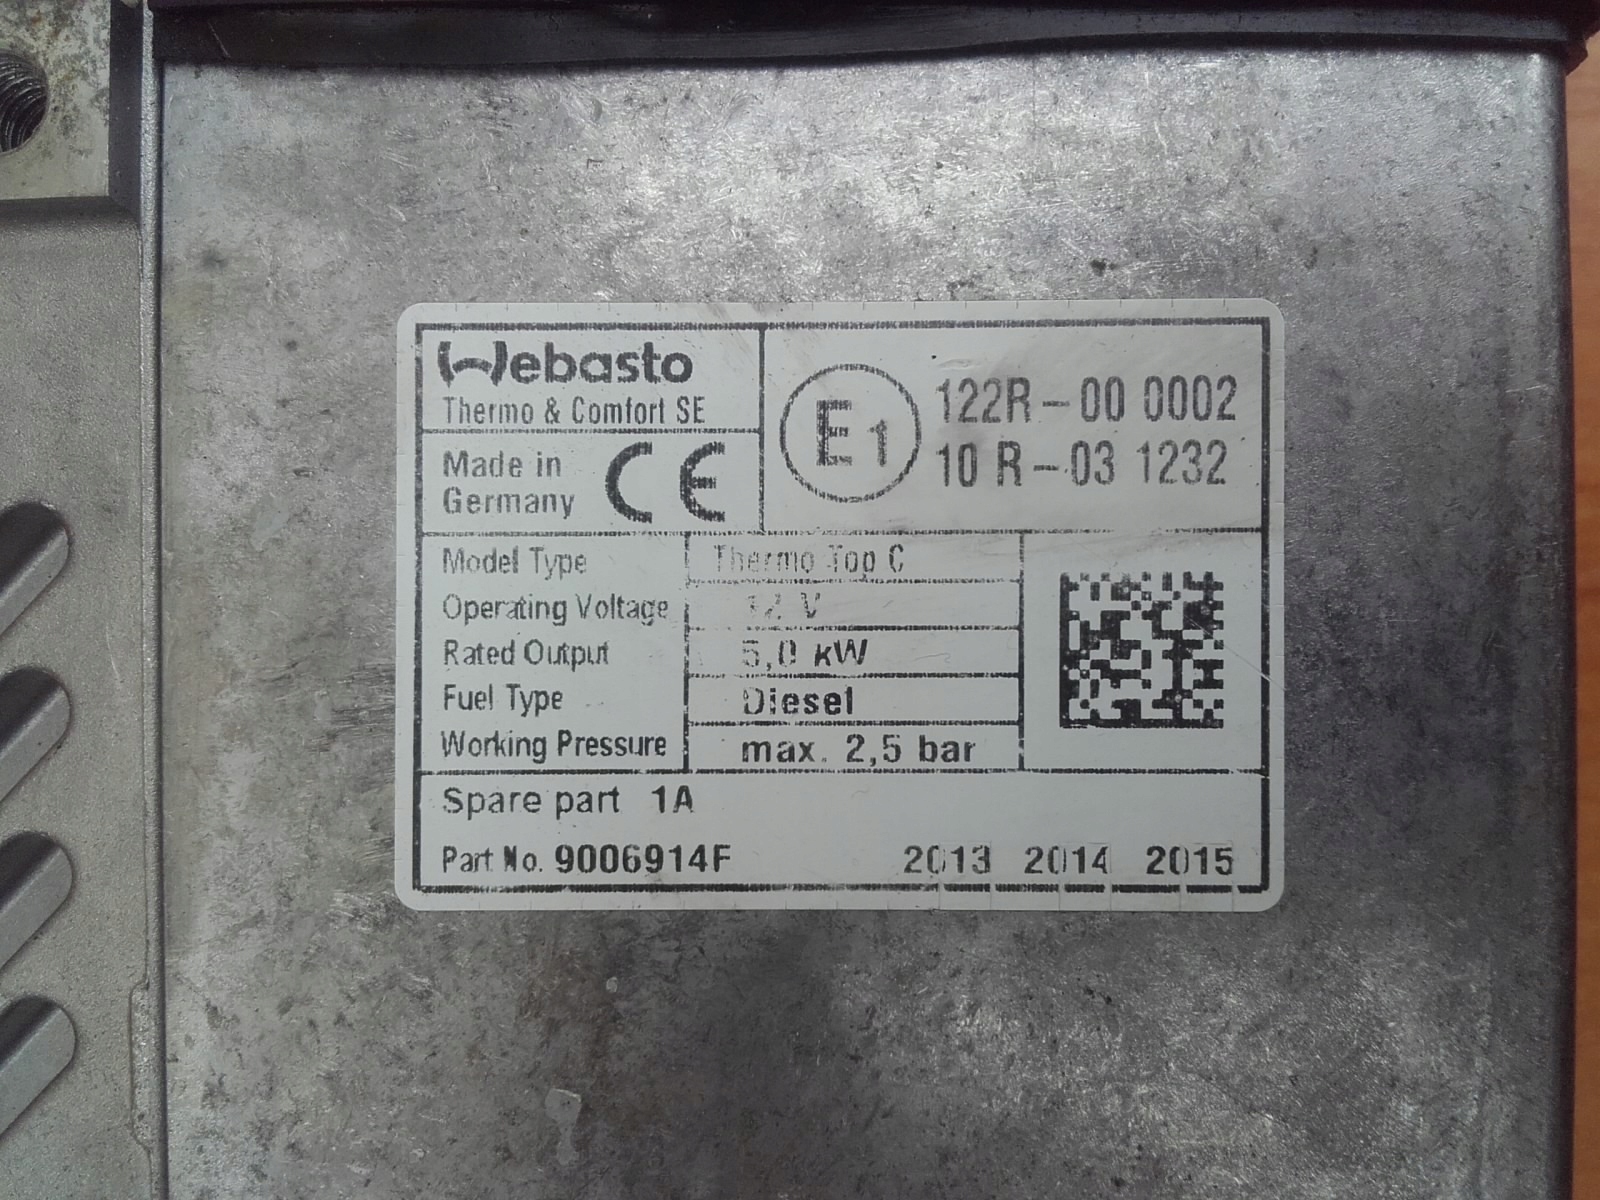 Webasto
Thermo & Comfort SE
Made in
Germany
CE
E1
122R-00 0002
10 R-03 1232
Model Type Thermo Top C
Operating Voltage 12 V
Rated Output 5,0 kW
Fuel Type Diesel
Working Pressure max. 2,5 bar
Spare part 1A
Part No. 9006914F 2013 2014 2015